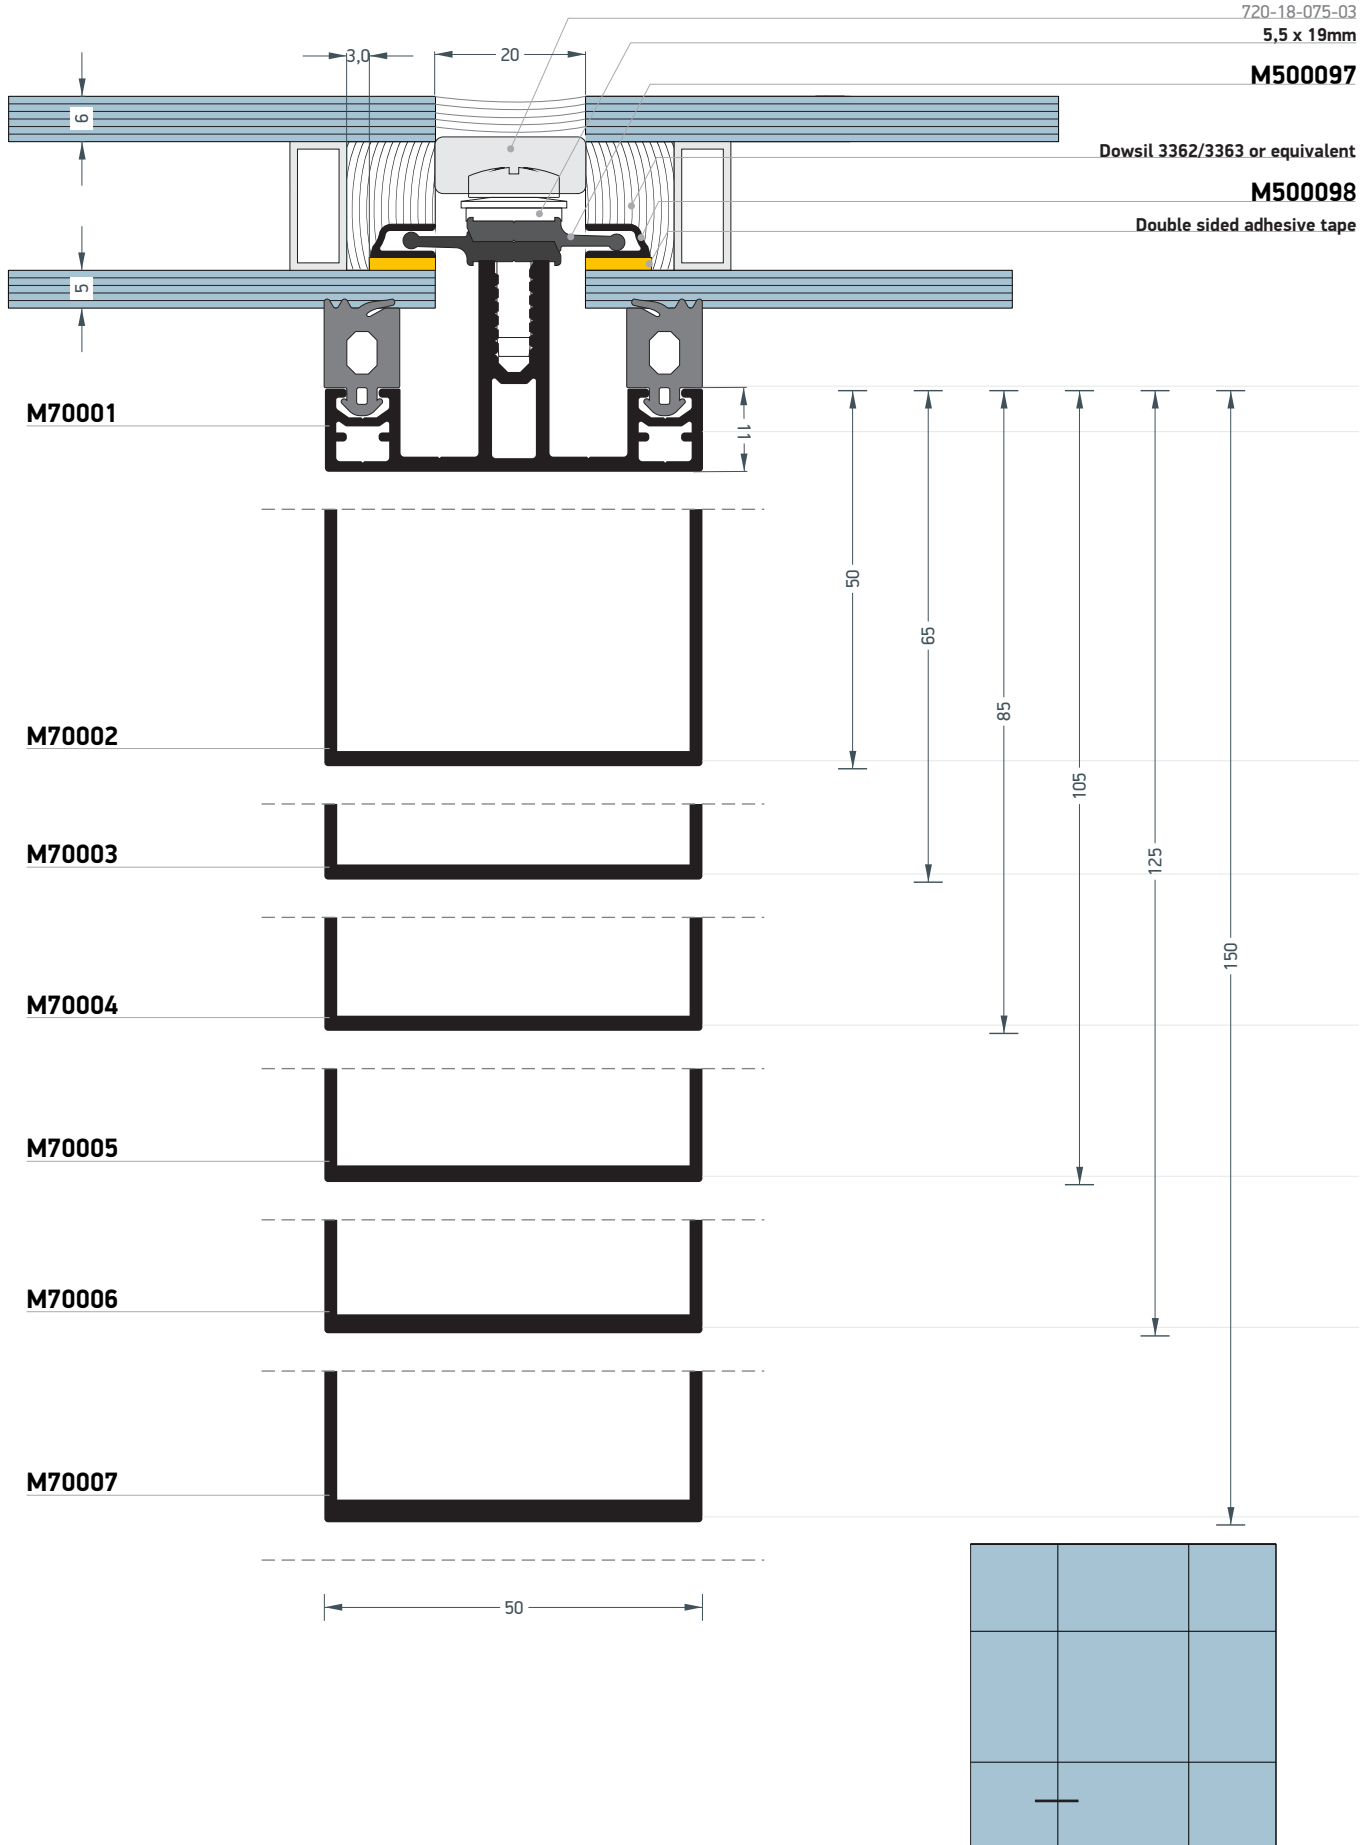 720-18-075-03
5,5 x 19mm
3,0
20
M500097
6
Dowsil 3362/3363 or equivalent
M500098
Double sided adhesive tape
5
M70001
11
50
65
85
M70002
105
M70003
125
150
M70004
M70005
M70006
M70007
50